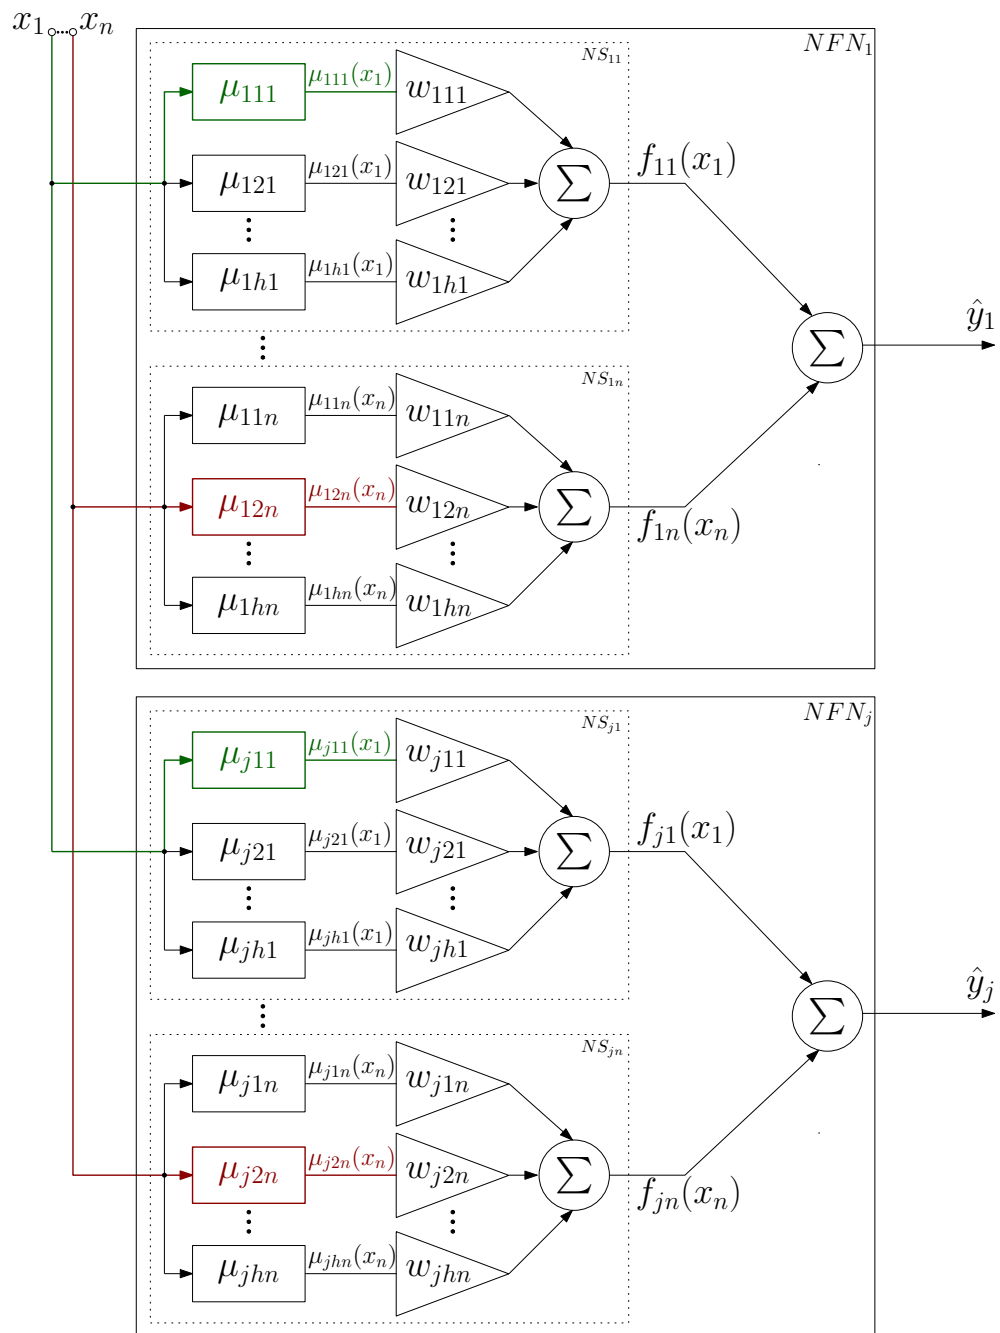 x₁ ... xₙ
NFN₁
NS₁₁
μ₁₁₁ μ₁₁₁(x₁) w₁₁₁
μ₁₂₁ μ₁₂₁(x₁) w₁₂₁ Σ f₁₁(x₁)
⋮ ⋮
μ₁ₕ₁ μ₁ₕ₁(x₁) w₁ₕ₁
⋮
Σ ŷ₁
NS₁ₙ
μ₁₁ₙ μ₁₁ₙ(xₙ) w₁₁ₙ
μ₁₂ₙ μ₁₂ₙ(xₙ) w₁₂ₙ Σ f₁ₙ(xₙ)
⋮ ⋮
μ₁ₕₙ μ₁ₕₙ(xₙ) w₁ₕₙ
NFNⱼ
NSⱼ₁
μⱼ₁₁ μⱼ₁₁(x₁) wⱼ₁₁
μⱼ₂₁ μⱼ₂₁(x₁) wⱼ₂₁ Σ fⱼ₁(x₁)
⋮ ⋮
μⱼₕ₁ μⱼₕ₁(x₁) wⱼₕ₁
⋮
Σ ŷⱼ
NSⱼₙ
μⱼ₁ₙ μⱼ₁ₙ(xₙ) wⱼ₁ₙ
μⱼ₂ₙ μⱼ₂ₙ(xₙ) wⱼ₂ₙ Σ fⱼₙ(xₙ)
⋮ ⋮
μⱼₕₙ μⱼₕₙ(xₙ) wⱼₕₙ